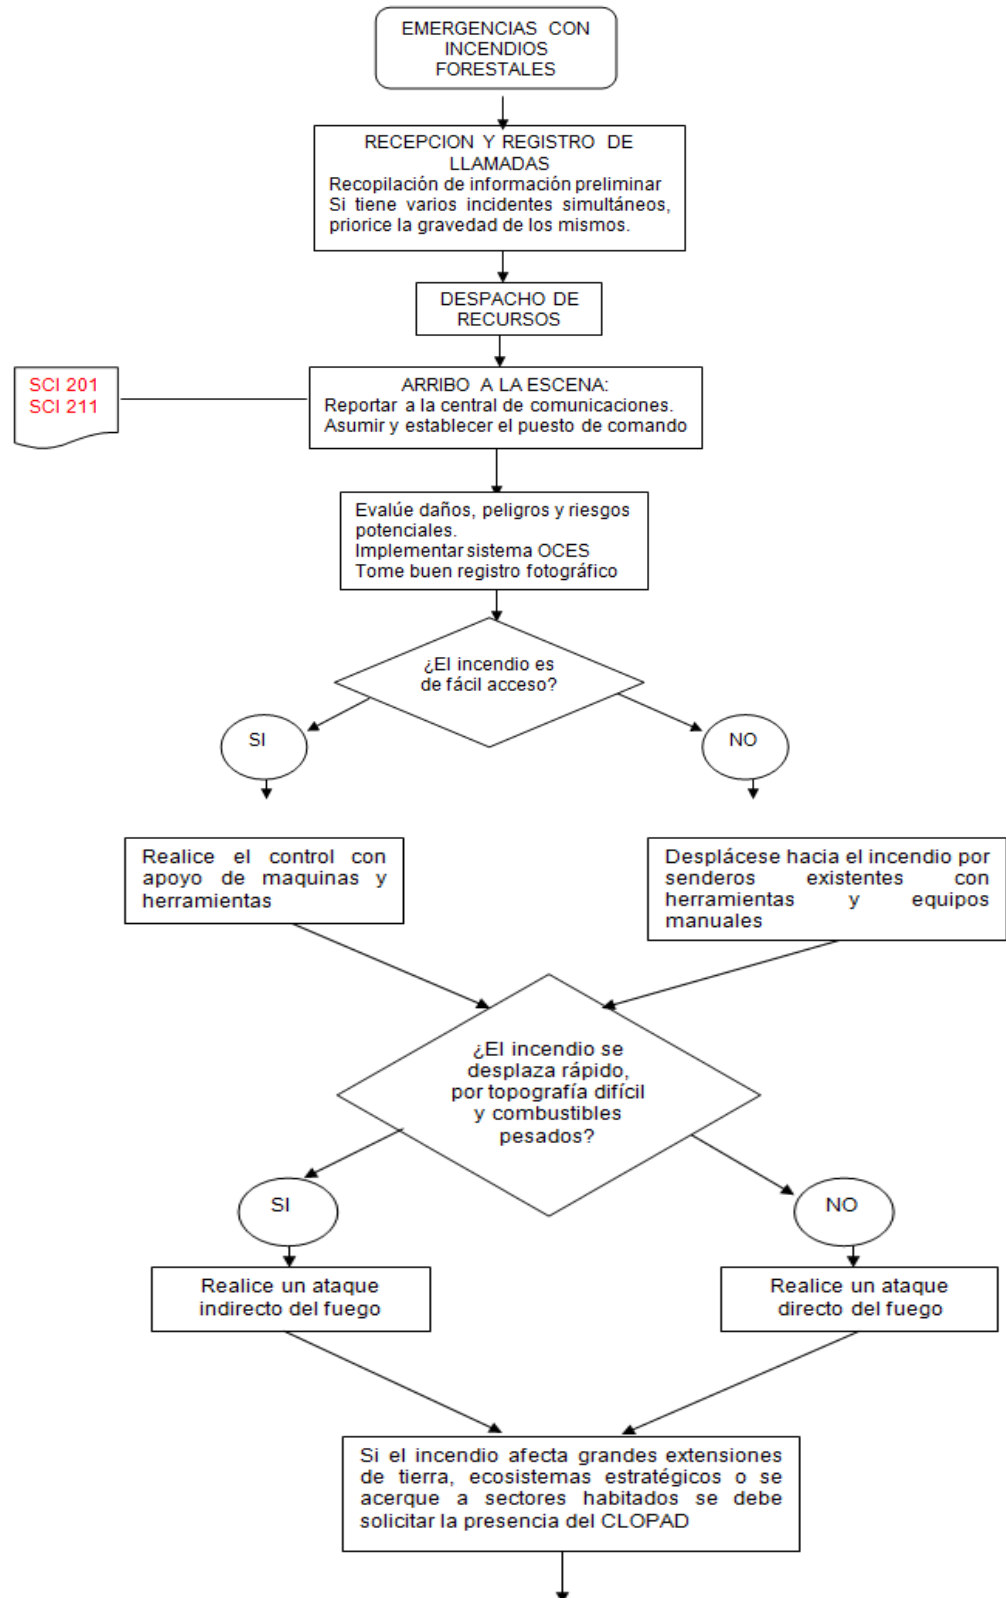 EMERGENCIAS CON
INCENDIOS
FORESTALES
RECEPCION Y REGISTRO DE
LLAMADAS
Recopilación de información preliminar
Si tiene varios incidentes simultáneos,
priorice la gravedad de los mismos.
DESPACHO DE
RECURSOS
SCI 201
SCI 211
ARRIBO A LA ESCENA:
Reportar a la central de comunicaciones.
Asumir y establecer el puesto de comando
Evalúe daños, peligros y riesgos
potenciales.
Implementar sistema OCES
Tome buen registro fotográfico
¿El incendio es
de fácil acceso?
SI
NO
Realice el control con
apoyo de maquinas y
herramientas
Desplácese hacia el incendio por
senderos existentes con
herramientas y equipos
manuales
¿El incendio se
desplaza rápido,
por topografía difícil
y combustibles
pesados?
SI
NO
Realice un ataque
indirecto del fuego
Realice un ataque
directo del fuego
Si el incendio afecta grandes extensiones
de tierra, ecosistemas estratégicos o se
acerque a sectores habitados se debe
solicitar la presencia del CLOPAD